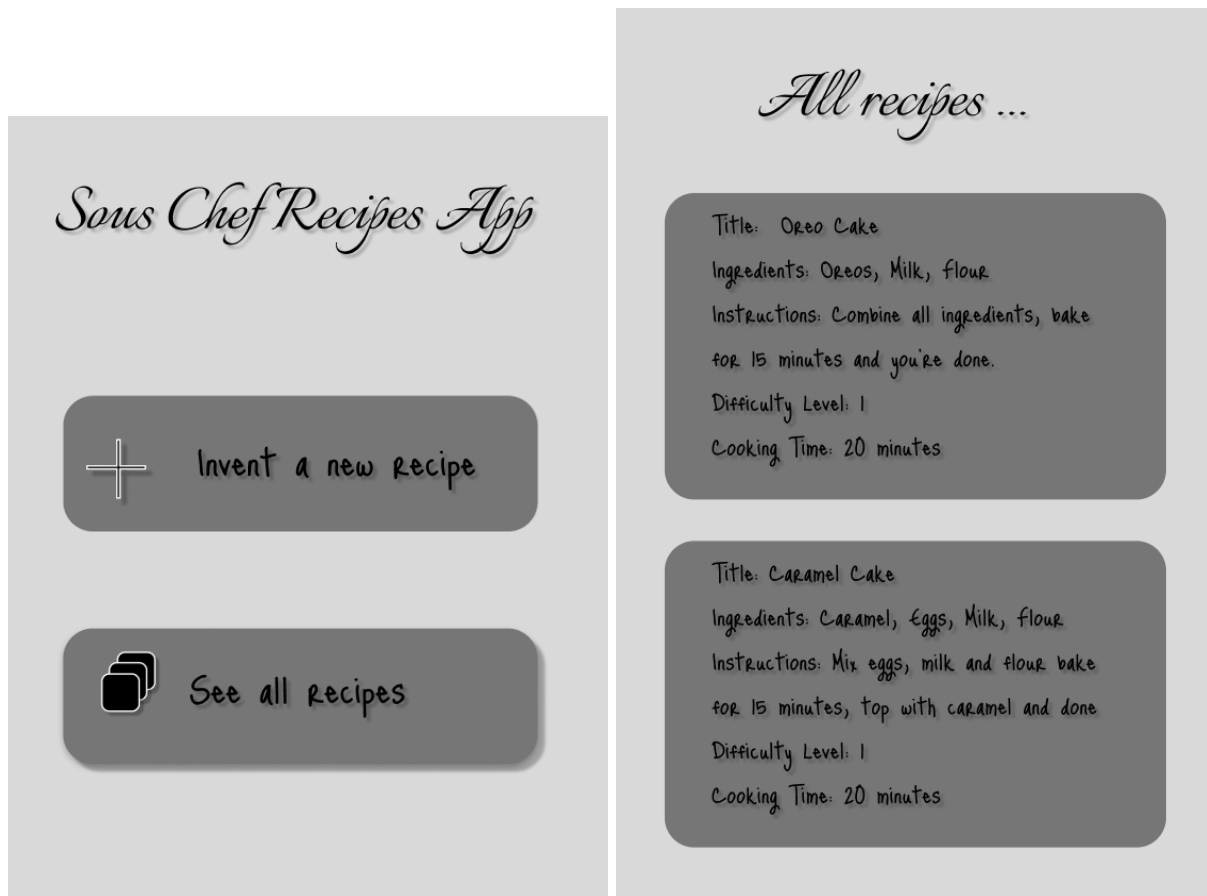 Sous Chef Recipes App
Invent a new recipe
See all recipes
All recipes ...
Title: Oreo Cake
Ingredients: Oreos, Milk, flour
Instructions: Combine all ingredients, bake
for 15 minutes and you're done.
Difficulty Level: 1
Cooking Time: 20 minutes
Title: Caramel Cake
Ingredients: Caramel, Eggs, Milk, flour
Instructions: Mix eggs, milk and flour bake
for 15 minutes, top with caramel and done
Difficulty Level: 1
Cooking Time: 20 minutes